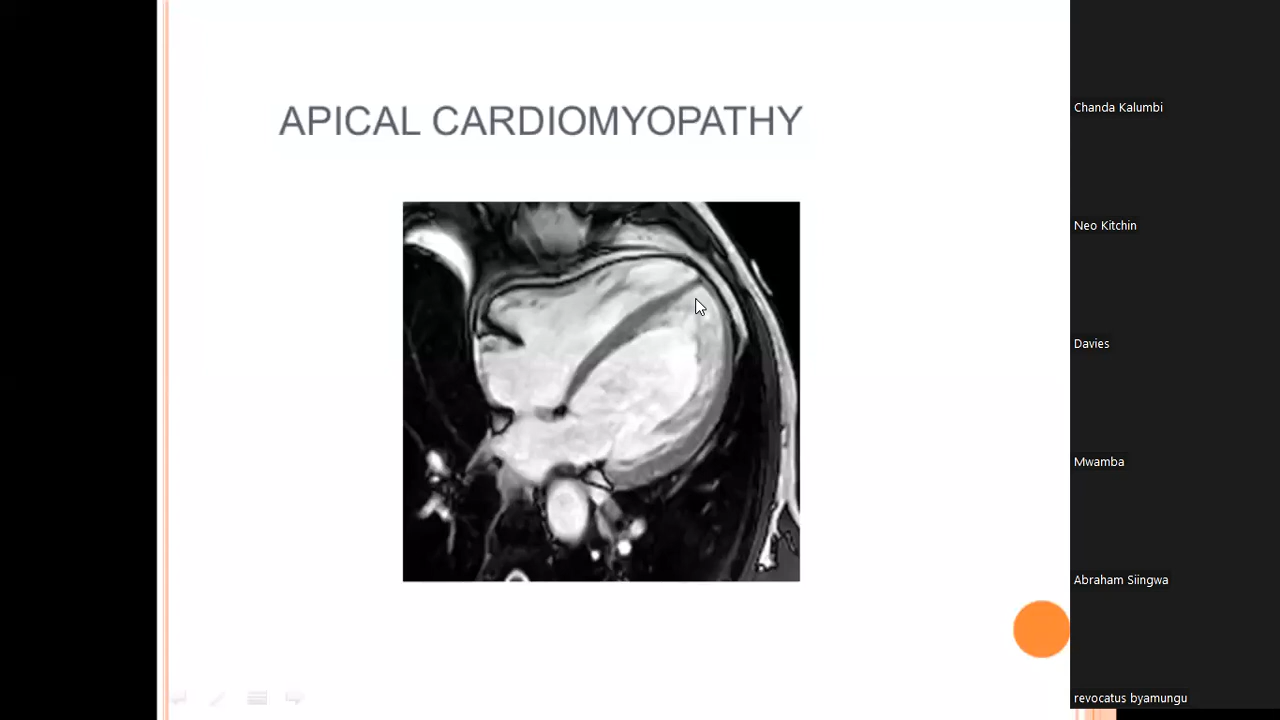 APICAL CARDIOMYOPATHY
Chanda Kalumbi
Neo Kitchin
Davies
Mwamba
Abraham Siingwa
revocatus byamungu